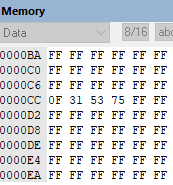 Memory
Data 8/16 abc
0000BA FF FF FF FF FF FF
0000C0 FF FF FF FF FF FF
0000C6 FF FF FF FF FF FF
0000CC 0F 31 53 75 FF FF
0000D2 FF FF FF FF FF FF
0000D8 FF FF FF FF FF FF
0000DE FF FF FF FF FF FF
0000E4 FF FF FF FF FF FF
0000EA FF FF FF FF FF FF